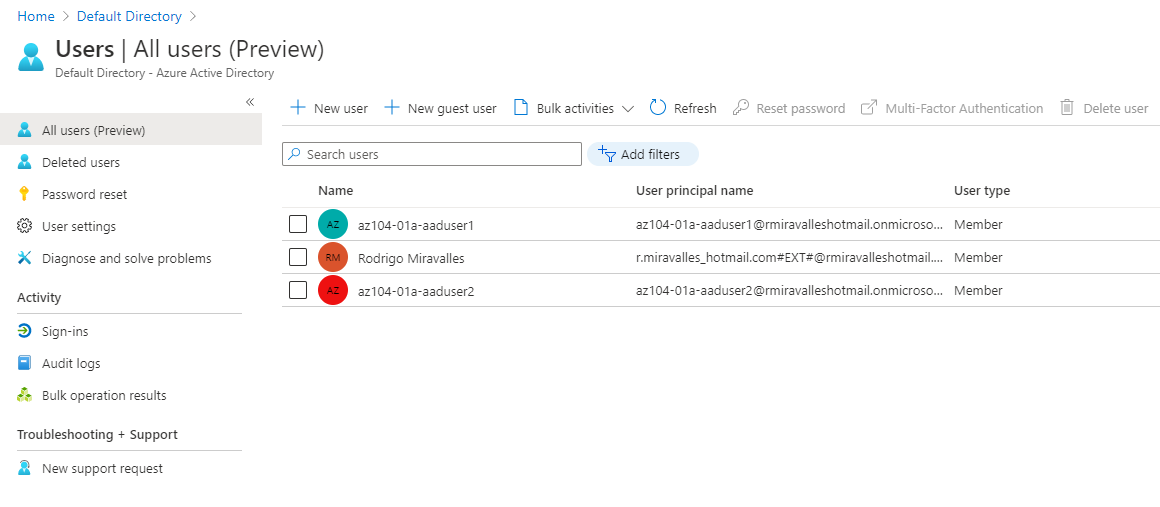 Home > Default Directory >
Users | All users (Preview)
Default Directory - Azure Active Directory
«
All users (Preview)
Deleted users
Password reset
User settings
Diagnose and solve problems
Activity
Sign-ins
Audit logs
Bulk operation results
Troubleshooting + Support
New support request
New user New guest user Bulk activities Refresh Reset password Multi-Factor Authentication Delete user
Search users Add filters
Name User principal name User type
AZ az104-01a-aaduser1 az104-01a-aaduser1@rmiravalleshotmail.onmicroso... Member
RM Rodrigo Miravalles r.miravalles_hotmail.com#EXT#@rmiravalleshotmail.... Member
AZ az104-01a-aaduser2 az104-01a-aaduser2@rmiravalleshotmail.onmicroso... Member